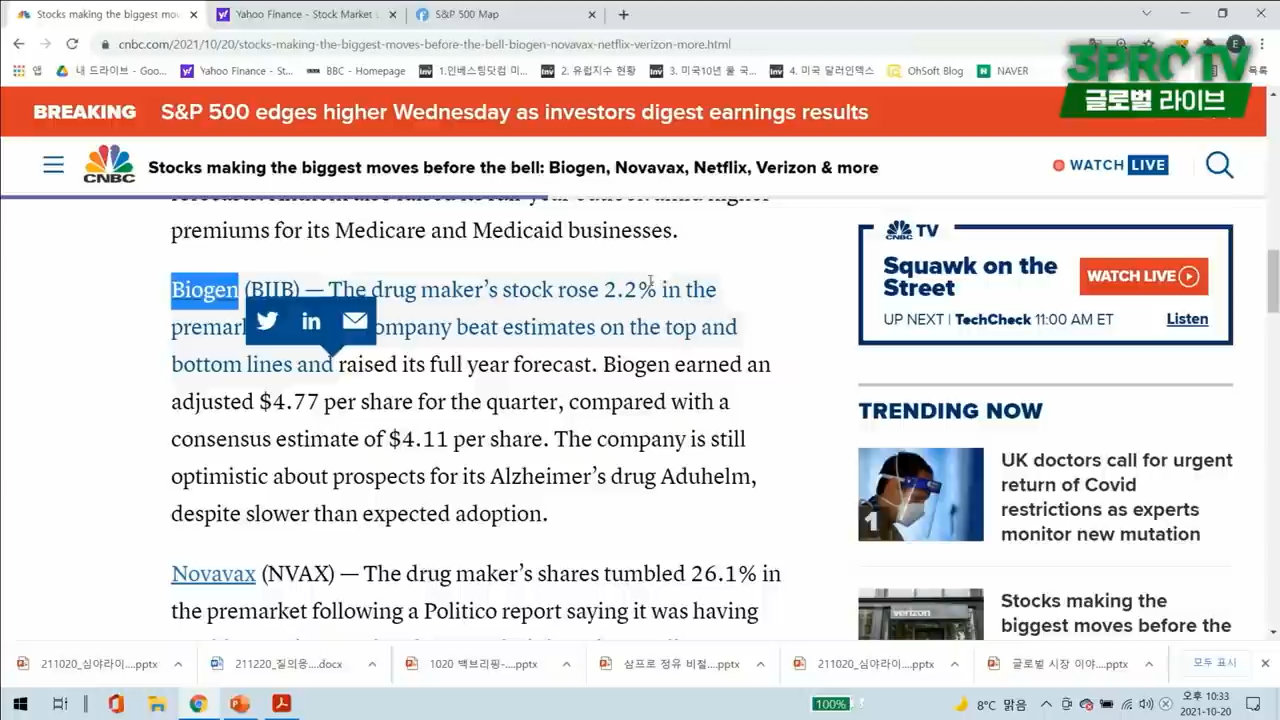 Stocks making the biggest mov
Yahoo Finance - Stock Market
S&P 500 Map
cnbc.com/2021/10/20/stocks-making-the-biggest-moves-before-the-bell-biogen-novavax-netflix-verizon-more.html
E
앱
내 드라이브 - Goo...
Yahoo Finance - St...
BBC - Homepage
1.인베스팅닷컴 미...
2. 유럽지수 현황
3. 미국10년 물 국...
4. 미국 달러인덱스
OhSoft Blog
NAVER
목록
3PRO TV
글로벌 라이브
BREAKING
S&P 500 edges higher Wednesday as investors digest earnings results
CNBC
Stocks making the biggest moves before the bell: Biogen, Novavax, Netflix, Verizon & more
WATCH LIVE
premiums for its Medicare and Medicaid businesses.
Biogen (BIIB) — The drug maker’s stock rose 2.2% in the
ompany beat estimates on the top and
bottom lines and raised its full year forecast. Biogen earned an
adjusted $4.77 per share for the quarter, compared with a
consensus estimate of $4.11 per share. The company is still
optimistic about prospects for its Alzheimer’s drug Aduhelm,
despite slower than expected adoption.
Novavax (NVAX) — The drug maker’s shares tumbled 26.1% in
the premarket following a Politico report saying it was having
CNBC TV
Squawk on the
Street
WATCH LIVE
UP NEXT | TechCheck 11:00 AM ET
Listen
TRENDING NOW
1
UK doctors call for urgent
return of Covid
restrictions as experts
monitor new mutation
verizon
Stocks making the
biggest moves before the
211020_심야라이....pptx
211220_질의응....docx
1020 백브리핑-....pptx
삼프로 정유 비철....pptx
211020_심야라이....pptx
글로벌 시장 이야....pptx
모두 표시
100%
8°C 맑음
오후 10:33
2021-10-20